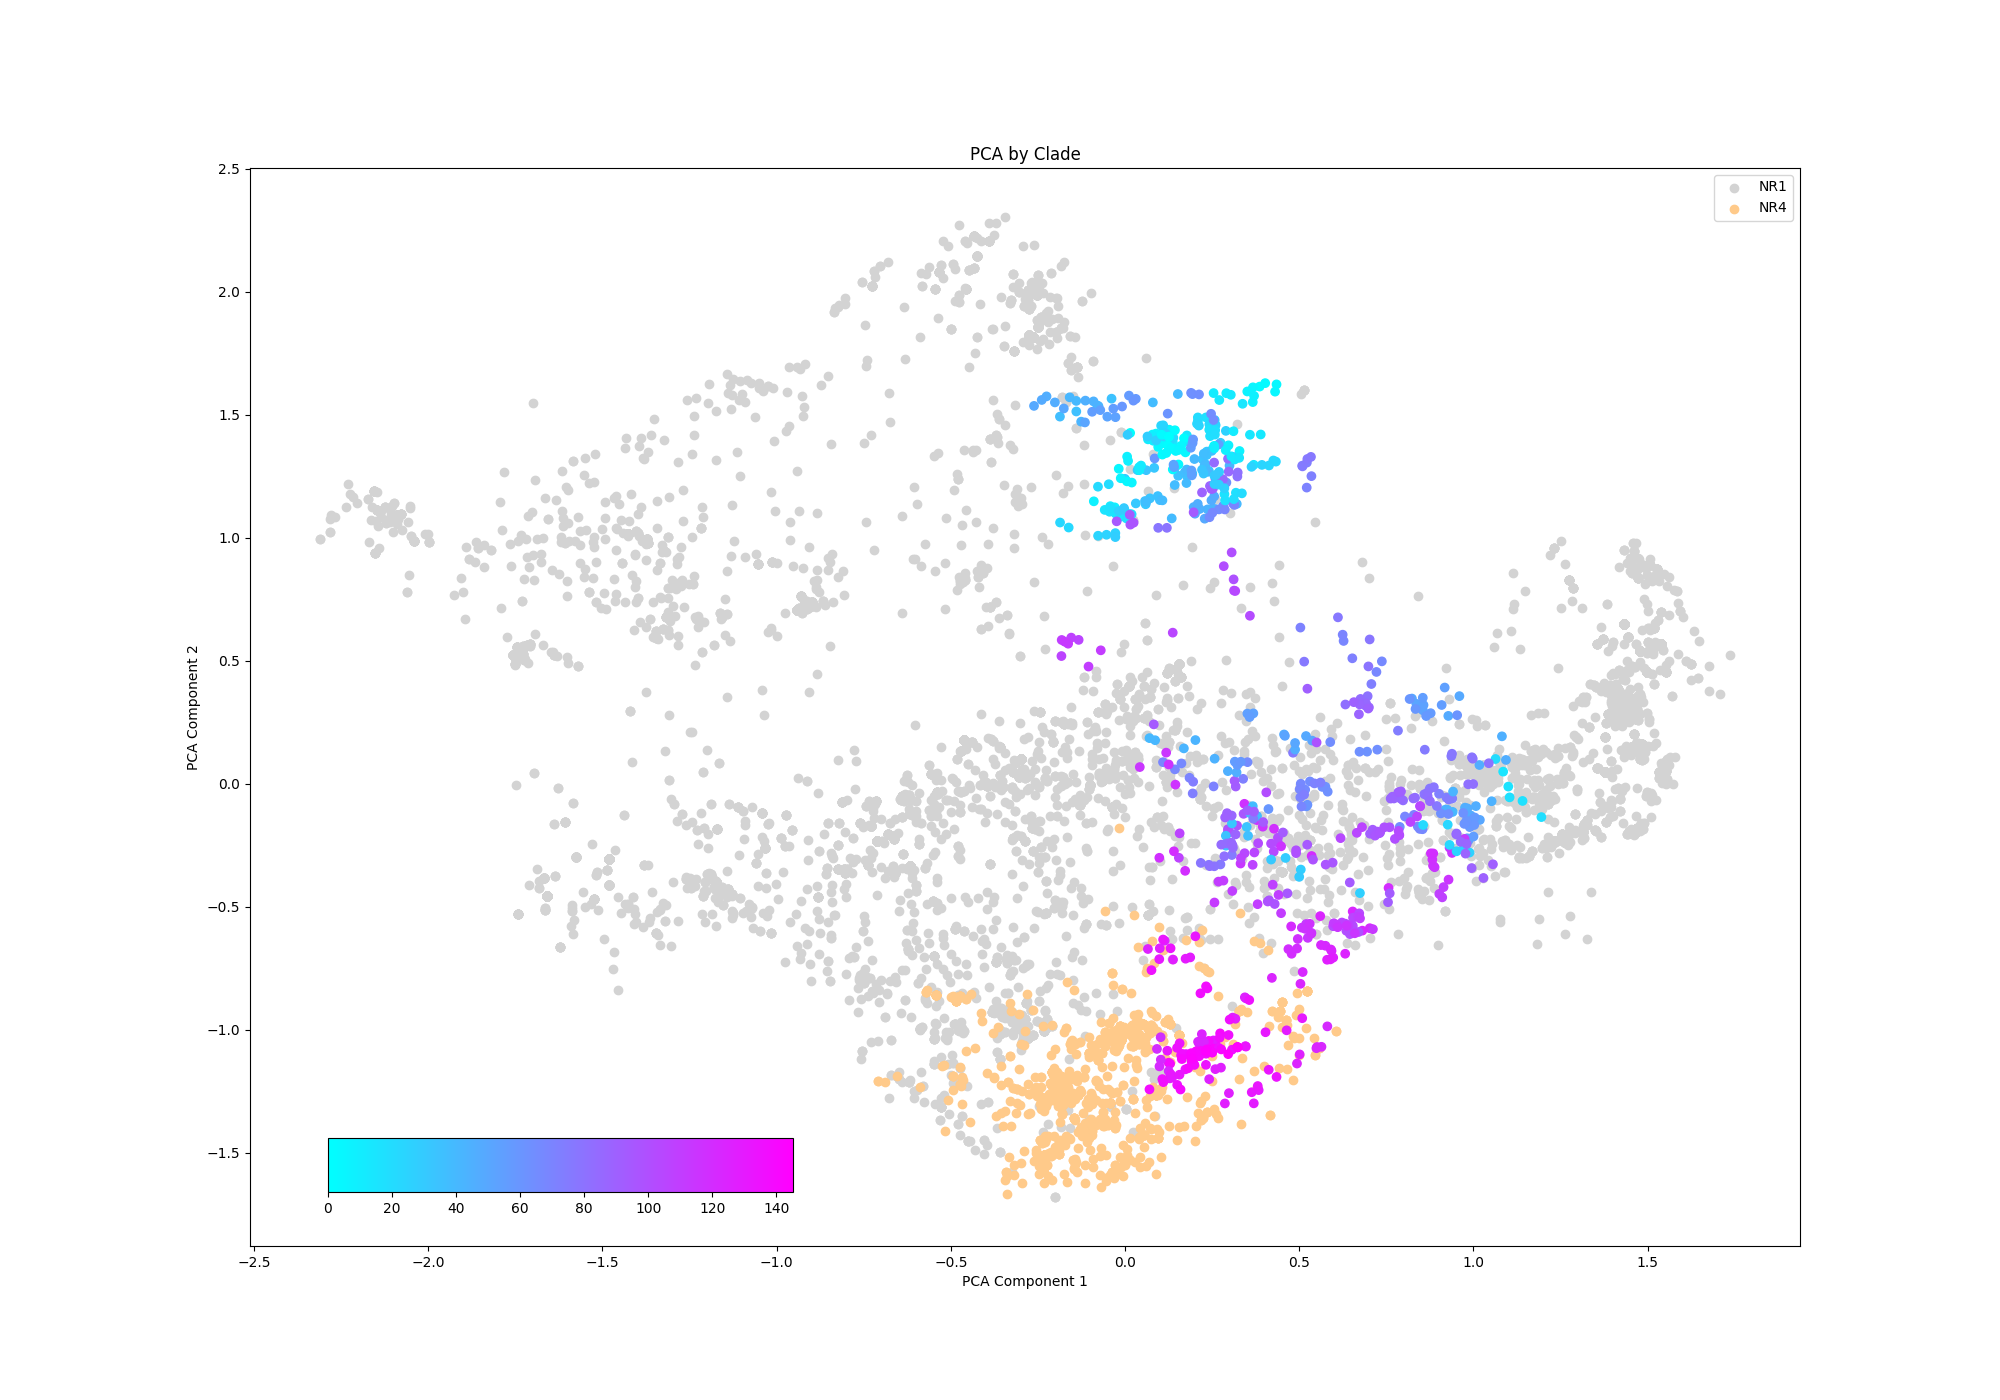 PCA by Clade
NR1
NR4
2.5
2.0
1.5
1.0
0.5
0.0
−0.5
−1.0
−1.5
PCA Component 2
0 20 40 60 80 100 120 140
−2.5 −2.0 −1.5 −1.0 −0.5 0.0 0.5 1.0 1.5
PCA Component 1